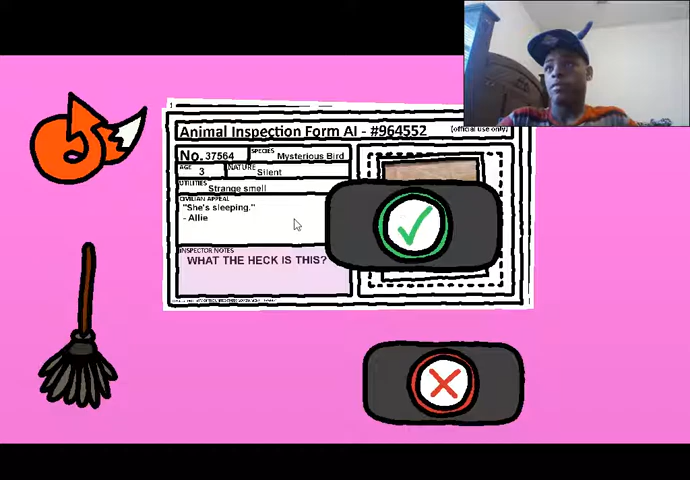 Animal Inspection Form AI - #964552 (official use only)
No. 37564 SPECIES Mysterious Bird
AGE 3 NATURE Silent
UTILITIES Strange smell
CIVILIAN APPEAL
"She's sleeping."
- Allie
INSPECTOR NOTES
WHAT THE HECK IS THIS?